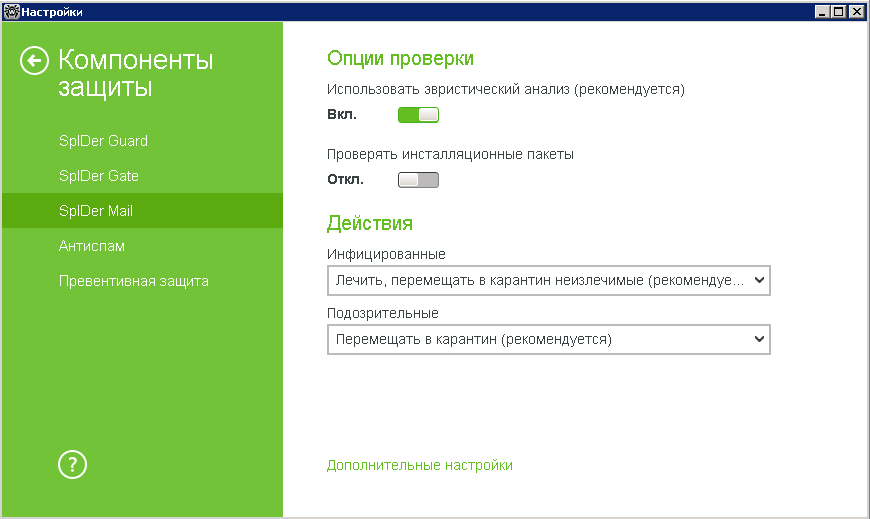 Настройки
Компоненты
защиты
SpIDer Guard
SpIDer Gate
SpIDer Mail
Антиспам
Превентивная защита
?
Опции проверки
Использовать эвристический анализ (рекомендуется)
Вкл.
Проверять инсталляционные пакеты
Откл.
Действия
Инфицированные
Лечить, перемещать в карантин неизлечимые (рекомендуе...
Подозрительные
Перемещать в карантин (рекомендуется)
Дополнительные настройки